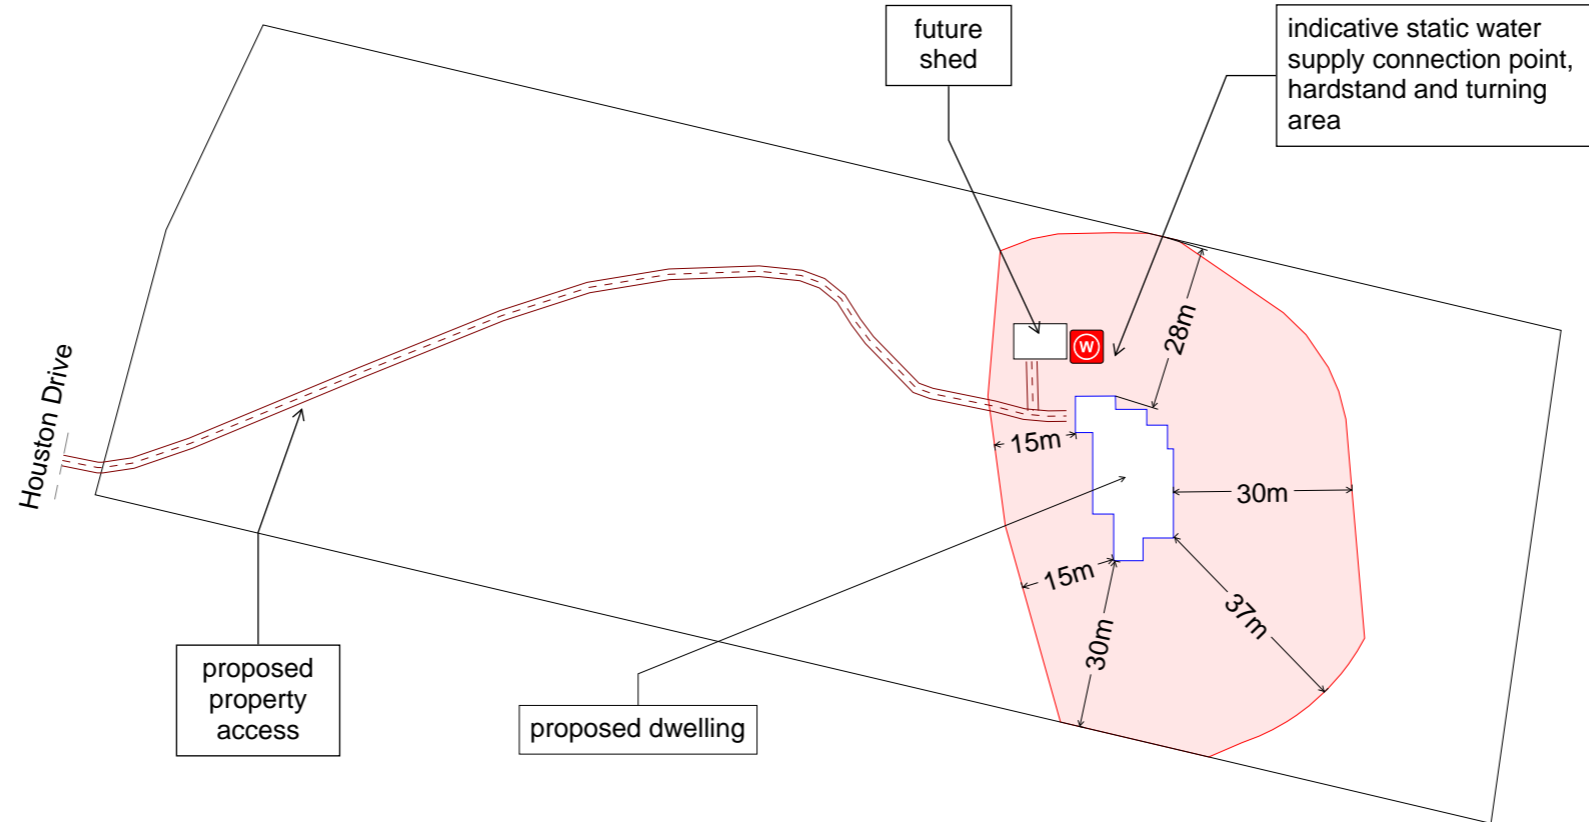 future
shed
indicative static water
supply connection point,
hardstand and turning
area
28m
W
Houston Drive
15m
30m
15m
37m
30m
proposed
property
access
proposed dwelling